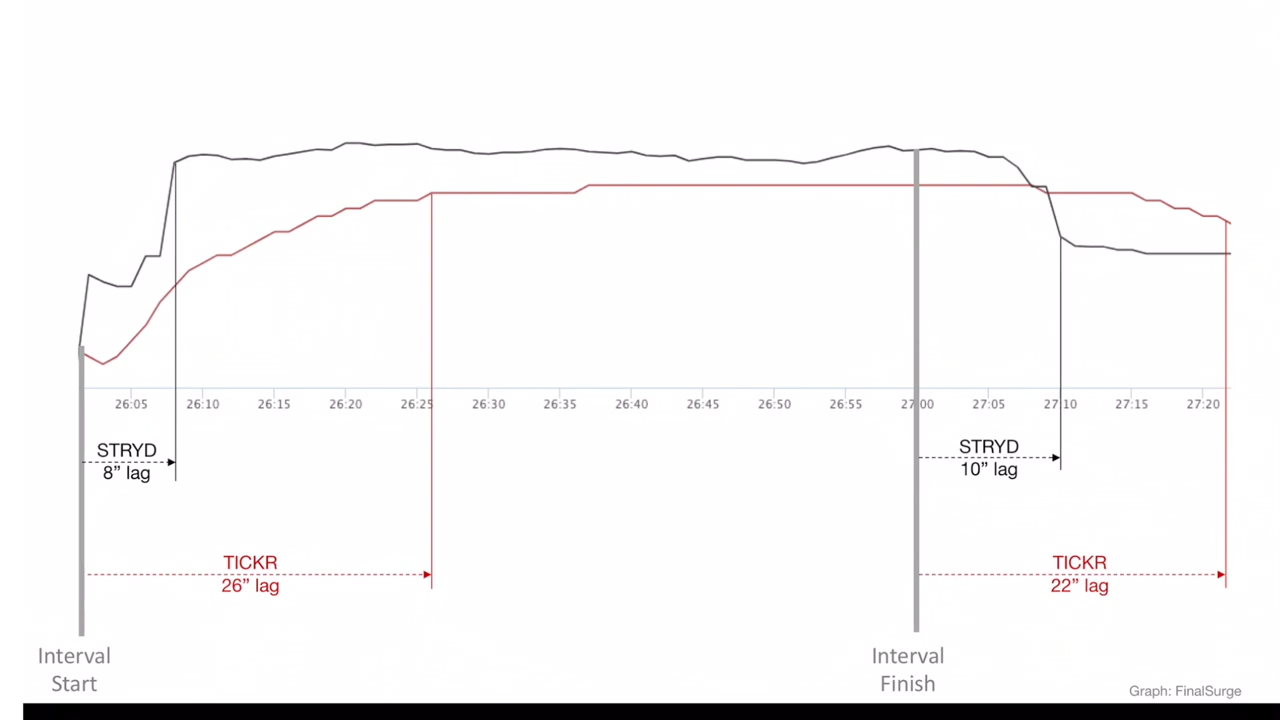 26:05 26:10 26:15 26:20 26:25 26:30 26:35 26:40 26:45 26:50 26:55 27:00 27:05 27:10 27:15 27:20
STRYD
8” lag
STRYD
10” lag
TICKR
26” lag
TICKR
22” lag
Interval
Start
Interval
Finish
Graph: FinalSurge